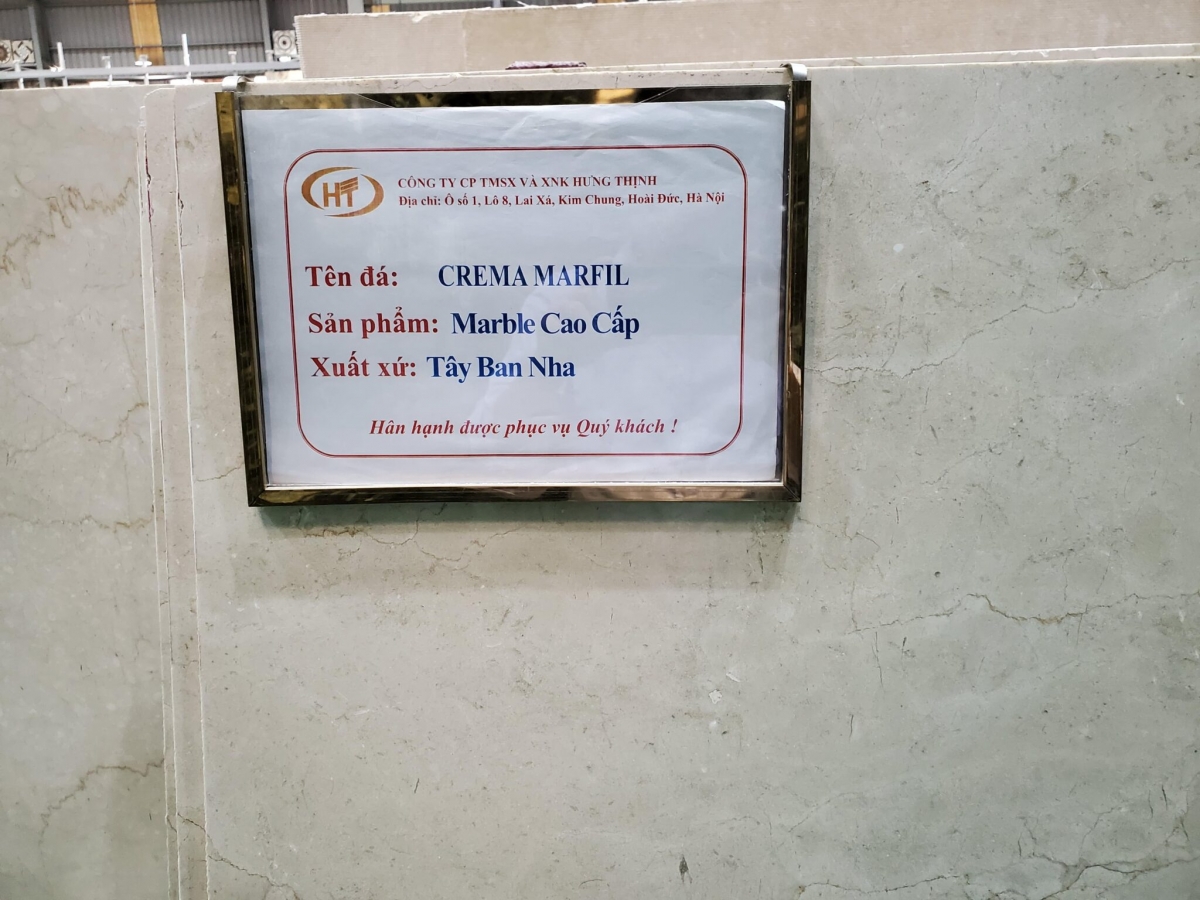 HT
CÔNG TY CP TMSX VÀ XNK HƯNG THỊNH
Địa chỉ: Ô số 1, Lô 8, Lai Xá, Kim Chung, Hoài Đức, Hà Nội
Tên đá: CREMA MARFIL
Sản phẩm: Marble Cao Cấp
Xuất xứ: Tây Ban Nha
Hân hạnh được phục vụ Quý khách !